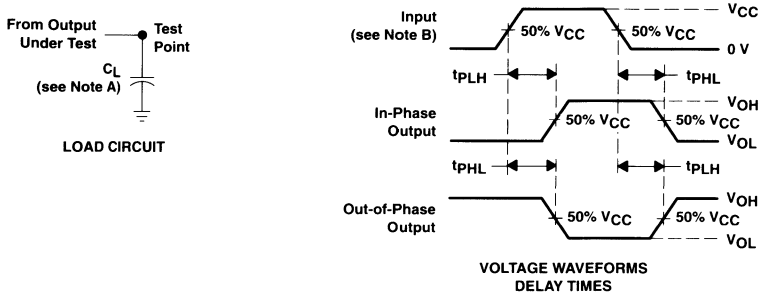 From Output
Under Test
Test
Point
CL
(see Note A)
LOAD CIRCUIT
Input
(see Note B)
50% VCC
50% VCC
VCC
0 V
tPLH
tPHL
In-Phase
Output
50% VCC
50% VCC
VOH
VOL
tPHL
tPLH
Out-of-Phase
Output
50% VCC
50% VCC
VOH
VOL
VOLTAGE WAVEFORMS
DELAY TIMES